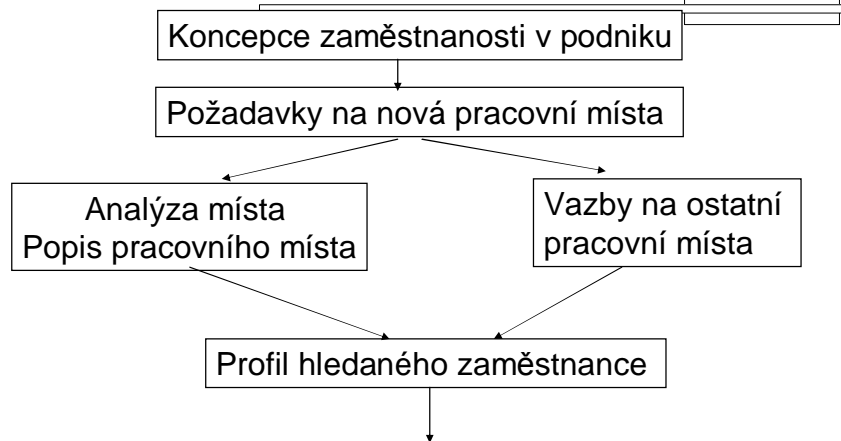 Koncepce zaměstnanosti v podniku
Požadavky na nová pracovní místa
Analýza místa
Popis pracovního místa
Vazby na ostatní
pracovní místa
Profil hledaného zaměstnance